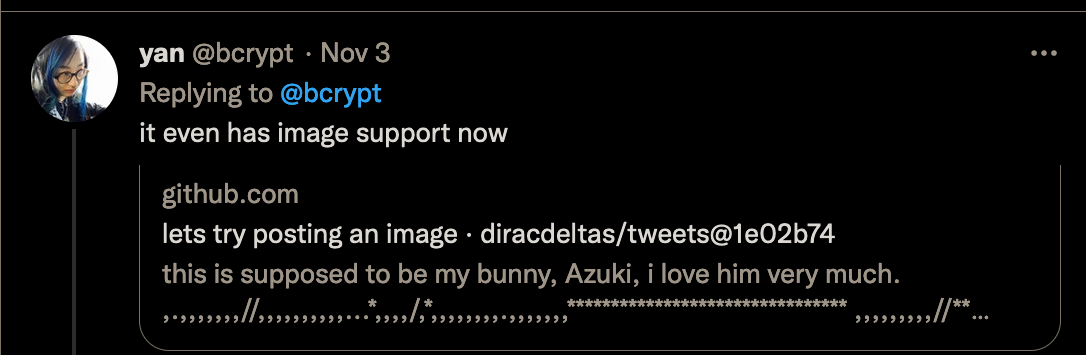 yan @bcrypt · Nov 3
Replying to @bcrypt
it even has image support now
github.com
lets try posting an image · diracdeltas/tweets@1e02b74
this is supposed to be my bunny, Azuki, i love him very much.
,.,,,,,,,//,,,,,,,,,,...*,,,,/,*,,,,,,,,.,,,,,,,******************************** ,,,,,,,,,//**...